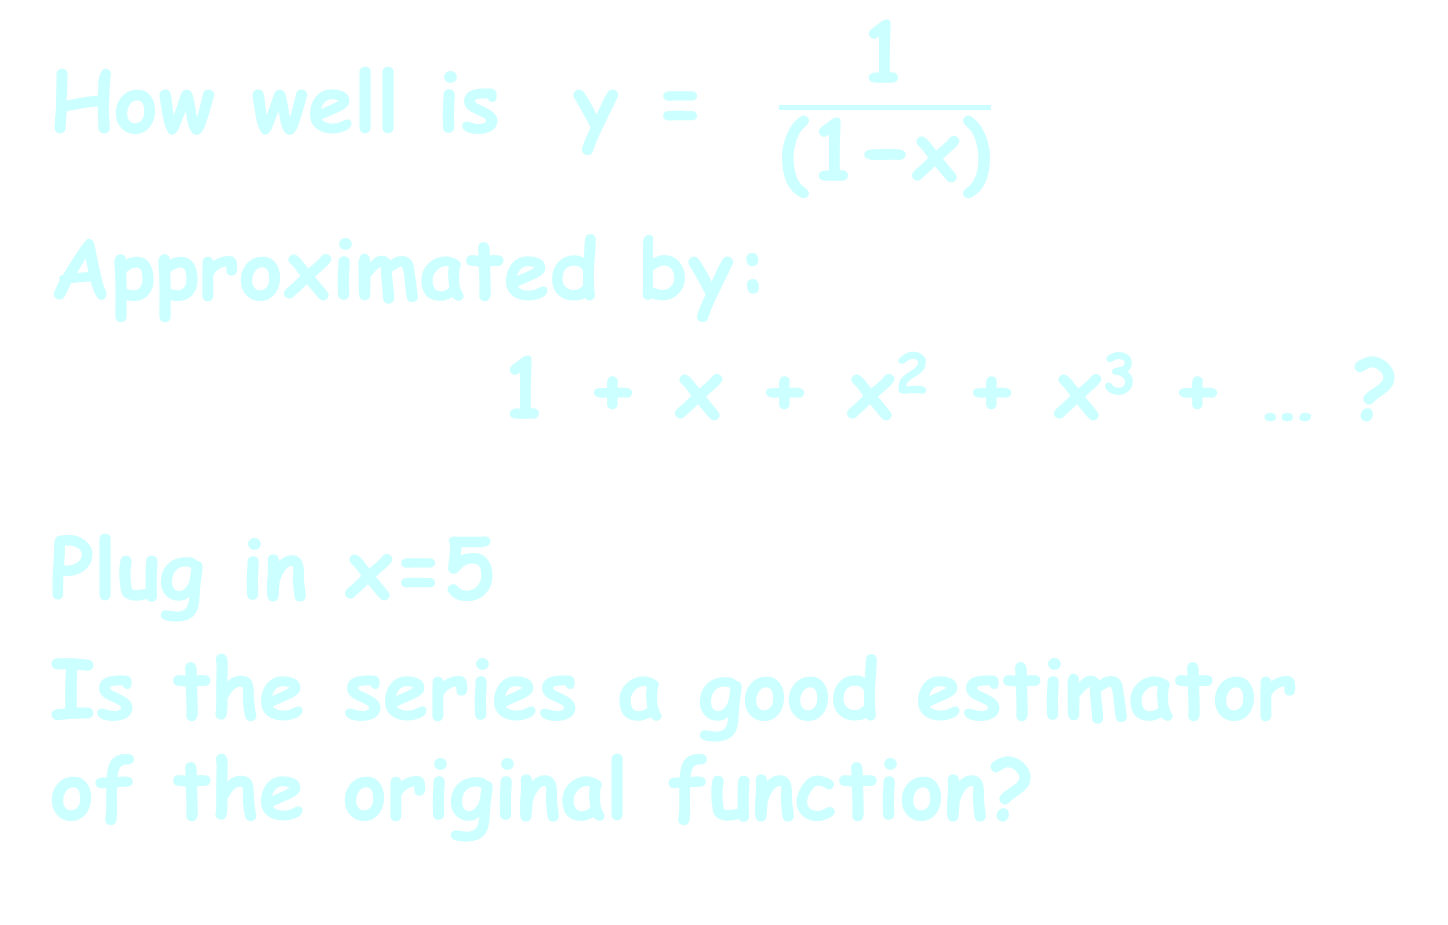 How well is y = 1/(1-x)
Approximated by:
1 + x + x² + x³ + … ?
Plug in x=5
Is the series a good estimator
of the original function?